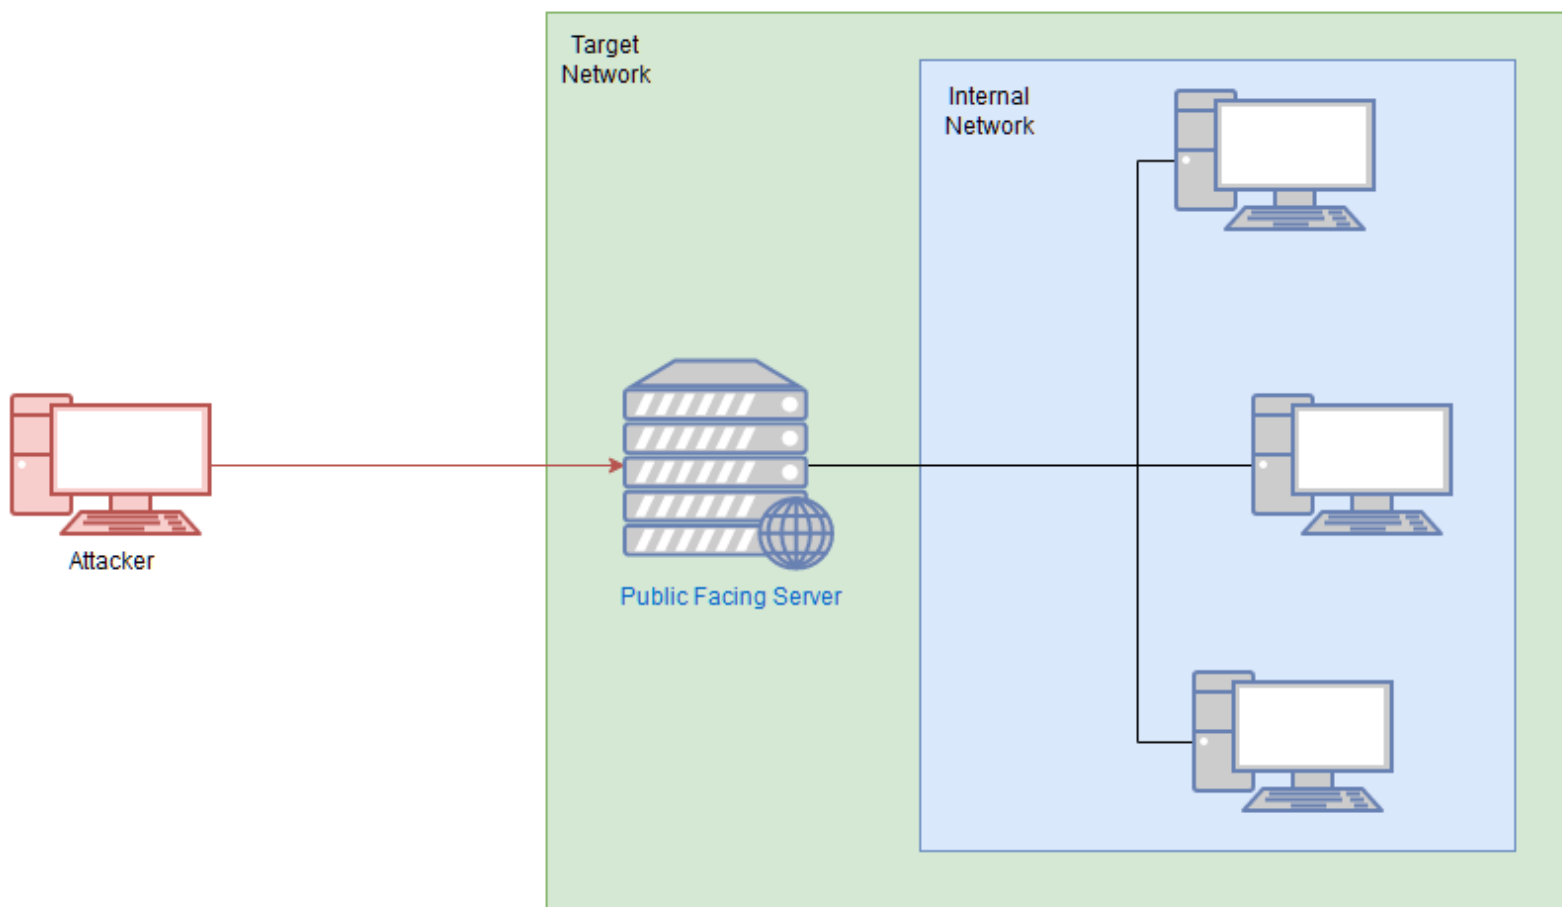 Target
Network
Internal
Network
Attacker
Public Facing Server